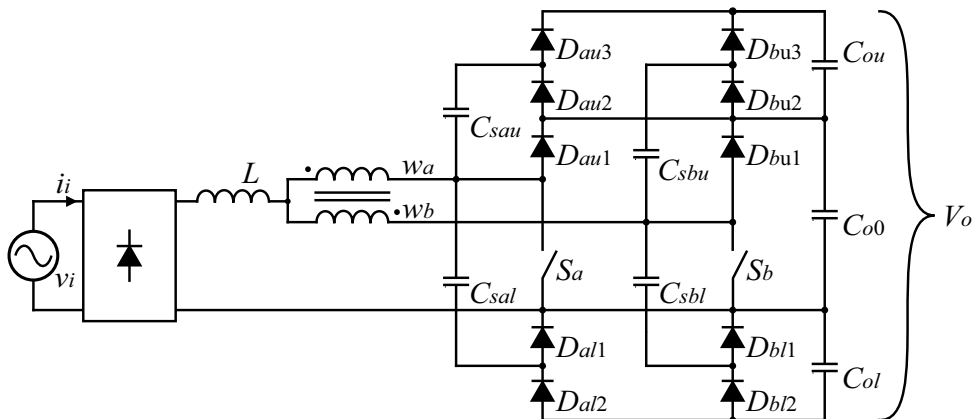 Dau3
Dbu3
Cou
Dau2
Dbu2
Csau
Dau1
Dbu1
Csbu
L
wa
wb
ii
vi
Co0
Vo
Sa
Sb
Csal
Csbl
Dal1
Dbl1
Col
Dal2
Dbl2